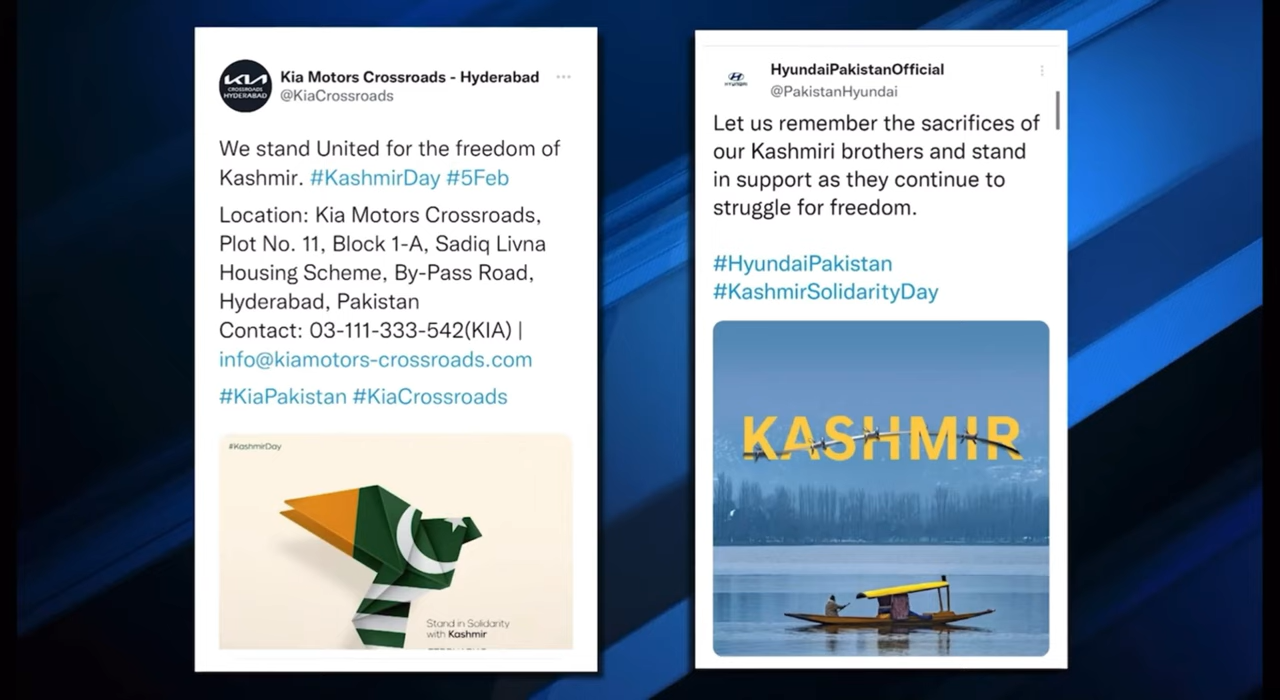 KIA
CROSSROADS
HYDERABAD
Kia Motors Crossroads - Hyderabad
@KiaCrossroads
We stand United for the freedom of
Kashmir. #KashmirDay #5Feb
Location: Kia Motors Crossroads,
Plot No. 11, Block 1-A, Sadiq Livna
Housing Scheme, By-Pass Road,
Hyderabad, Pakistan
Contact: 03-111-333-542(KIA) |
info@kiamotors-crossroads.com
#KiaPakistan #KiaCrossroads
#KashmirDay
Stand in Solidarity
with Kashmir
HYUNDAI
HyundaiPakistanOfficial
@PakistanHyundai
Let us remember the sacrifices of
our Kashmiri brothers and stand
in support as they continue to
struggle for freedom.
#HyundaiPakistan
#KashmirSolidarityDay
KASHMIR